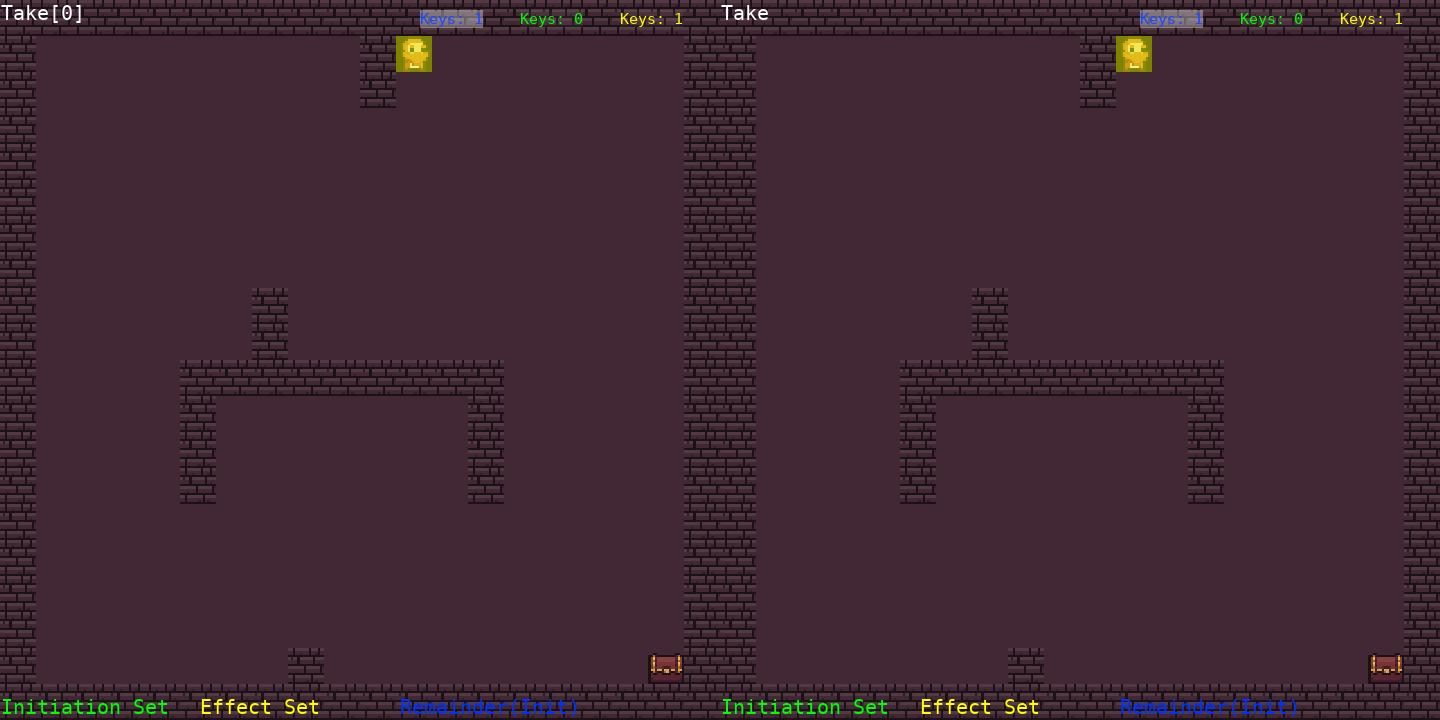 Take[0] Keys: 1 Keys: 0 Keys: 1
Take Keys: 1 Keys: 0 Keys: 1
Initiation Set Effect Set Remainder(Init)
Initiation Set Effect Set Remainder(Init)